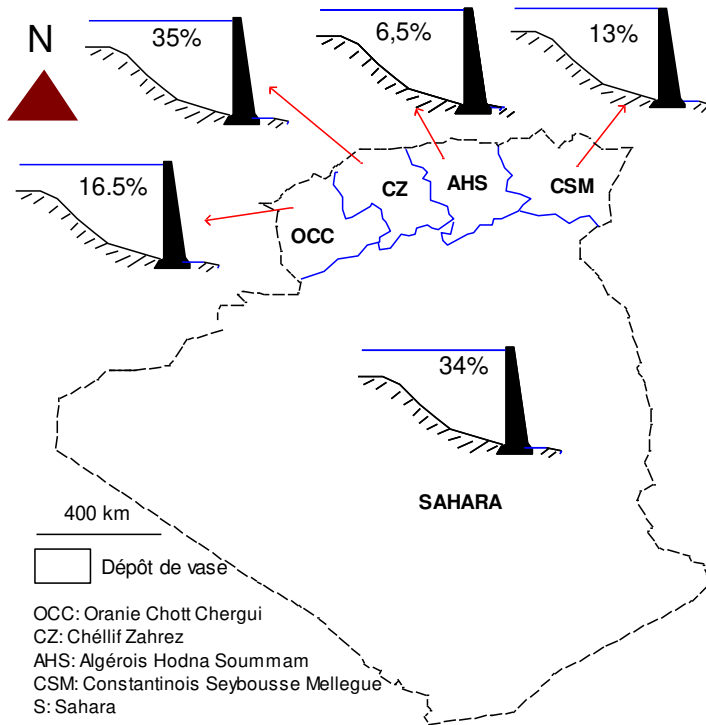 N
35%
6,5%
13%
16.5%
CZ
AHS
CSM
OCC
34%
SAHARA
400 km
Dépôt de vase
OCC: Oranie Chott Chergui
CZ: Chéllif Zahrez
AHS: Algérois Hodna Soummam
CSM: Constantinois Seybousse Mellegue
S: Sahara